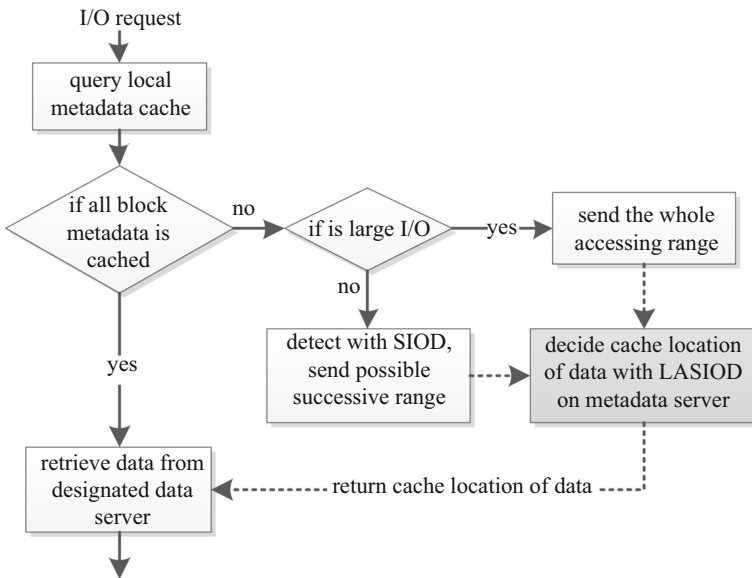 I/O request
query local
metadata cache
if all block
metadata is
cached
no
if is large I/O
yes
send the whole
accessing range
no
detect with SIOD,
send possible
successive range
decide cache location
of data with LASIOD
on metadata server
yes
retrieve data from
designated data
server
return cache location of data